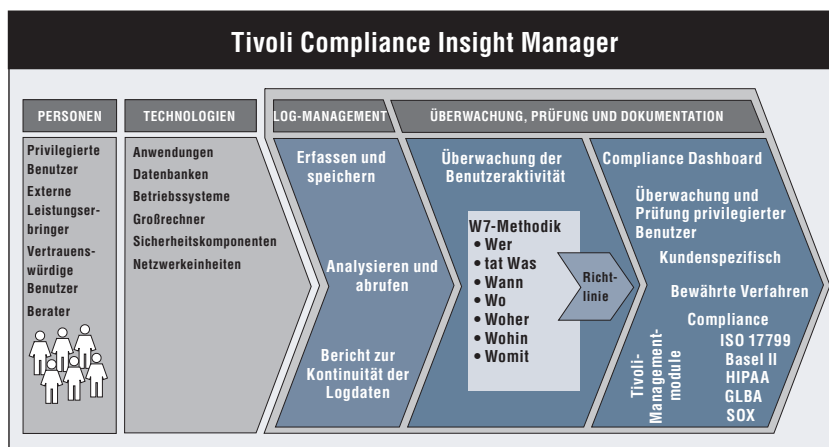 Tivoli Compliance Insight Manager
PERSONEN
Privilegierte
Benutzer
Externe
Leistungser-
bringer
Vertrauens-
würdige
Benutzer
Berater
TECHNOLOGIEN
Anwendungen
Datenbanken
Betriebssysteme
Großrechner
Sicherheitskomponenten
Netzwerkeinheiten
LOG-MANAGEMENT
Erfassen und
speichern
Analysieren und
abrufen
Bericht zur
Kontinuität der
Logdaten
ÜBERWACHUNG, PRÜFUNG UND DOKUMENTATION
Überwachung der
Benutzeraktivität
W7-Methodik
• Wer
• tat Was
• Wann
• Wo
• Woher
• Wohin
• Womit
Richt-
linie
Compliance Dashboard
Überwachung und
Prüfung privilegierter
Benutzer
Kundenspezifisch
Bewährte Verfahren
Compliance
ISO 17799
Basel II
HIPAA
GLBA
SOX
Tivoli-
Management-
module